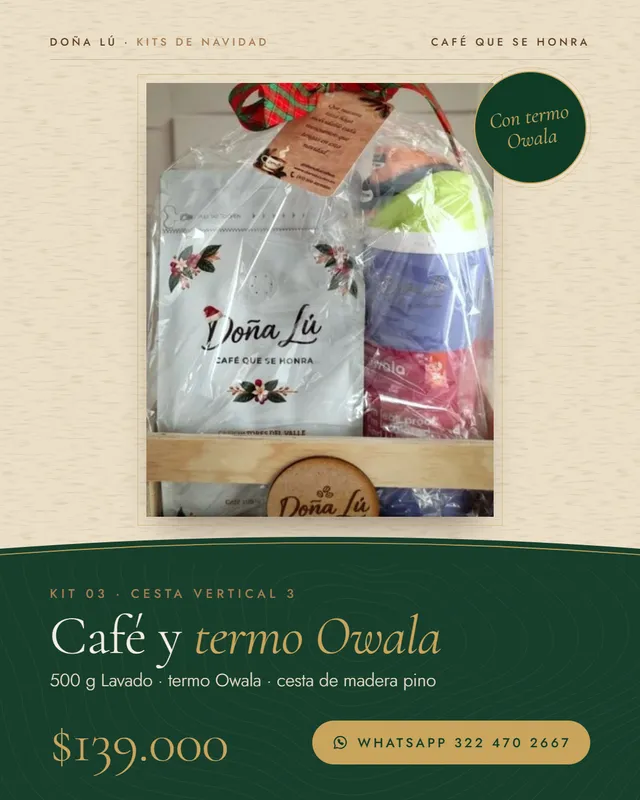 DOÑA LÚ · KITS DE NAVIDAD
CAFÉ QUE SE HONRA
Con termo
Owala
Doña Lú
CAFÉ QUE SE HONRA
Doña Lú
KIT 03 · CESTA VERTICAL 3
Café y termo Owala
500 g Lavado · termo Owala · cesta de madera pino
$139.000
WHATSAPP 322 470 2667